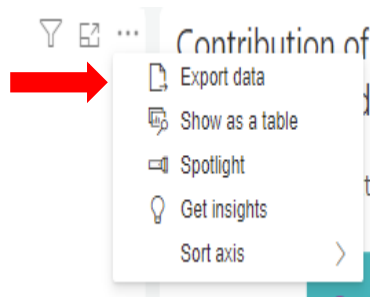 Contribution of
Export data
Show as a table
Spotlight
Get insights
Sort axis